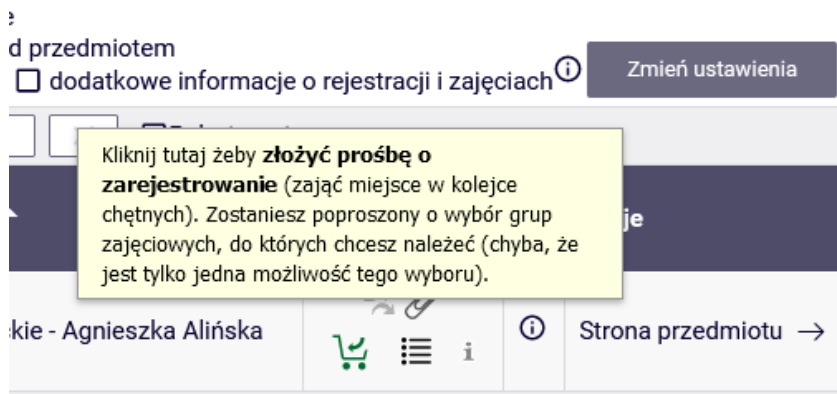 d przedmiotem
dodatkowe informacje o rejestracji i zajęciach
Zmień ustawienia
Kliknij tutaj żeby złożyć prośbę o
zarejestrowanie (zająć miejsce w kolejce
chętnych). Zostaniesz poproszony o wybór grup
zajęciowych, do których chcesz należeć (chyba, że
jest tylko jedna możliwość tego wyboru).
je
kie - Agnieszka Alińska
i
Strona przedmiotu →